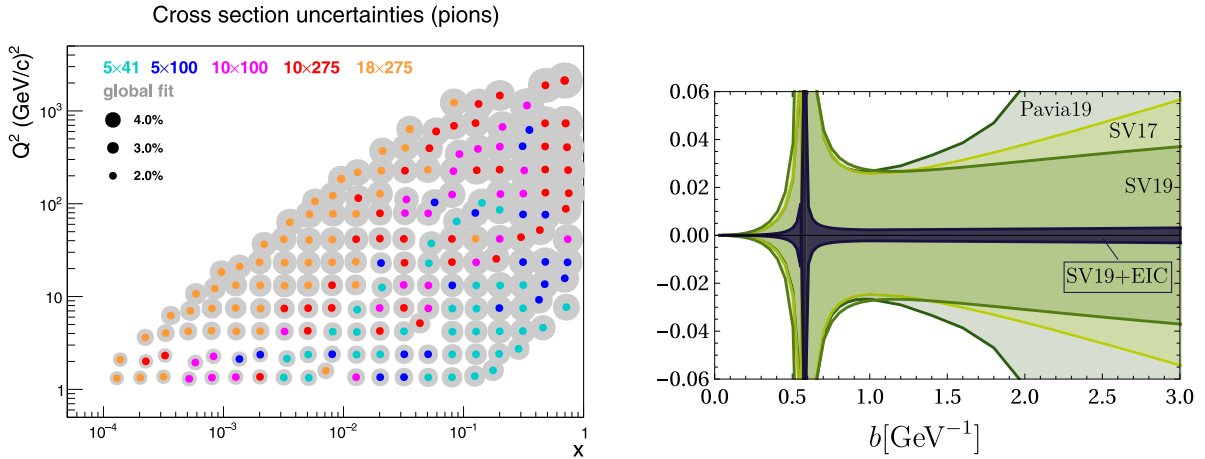 Cross section uncertainties (pions)
Q² (GeV/c)²
5×41 5×100 10×100 10×275 18×275
global fit
4.0%
3.0%
2.0%
10³
10²
10
1
10⁻⁴ 10⁻³ 10⁻² 10⁻¹ 1
x
0.06
0.04
0.02
0.00
-0.02
-0.04
-0.06
Pavia19
SV17
SV19
SV19+EIC
0.0 0.5 1.0 1.5 2.0 2.5 3.0
b[GeV⁻¹]